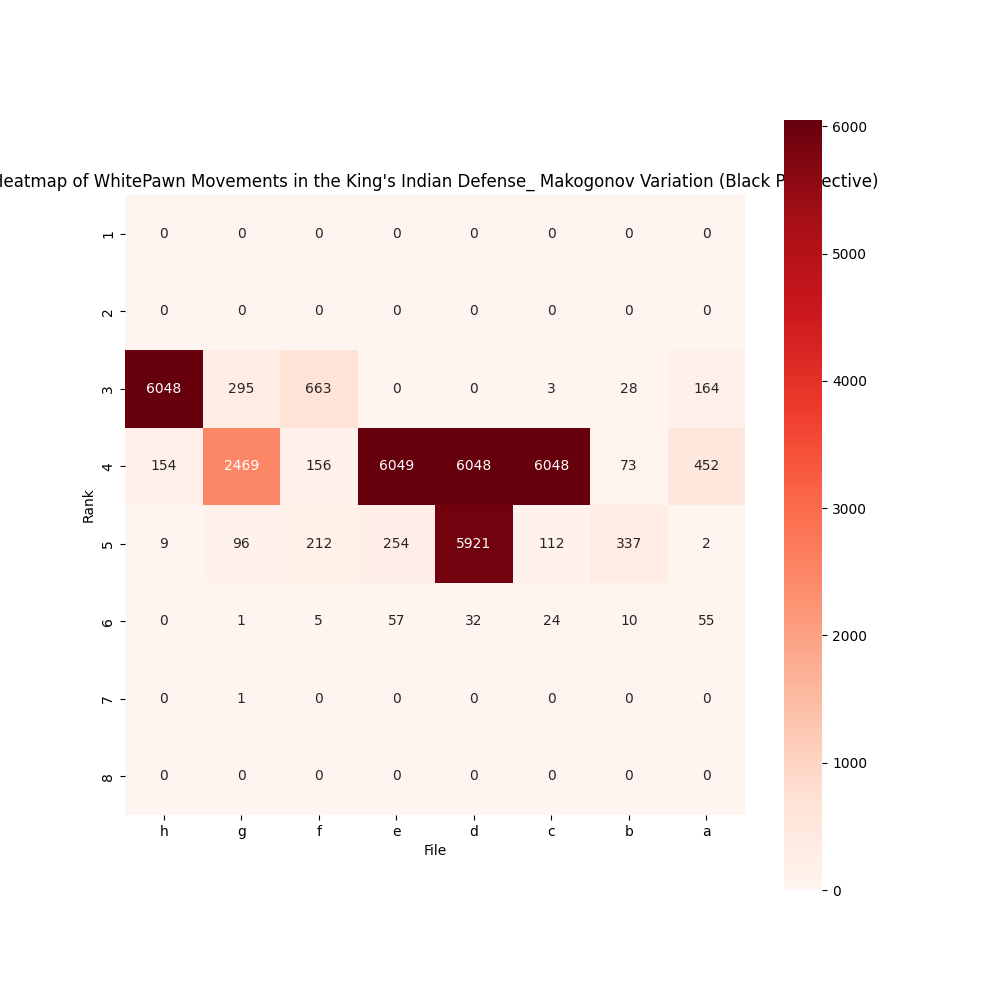 Heatmap of WhitePawn Movements in the King's Indian Defense_ Makogonov Variation (Black
6000
1 0 0 0 0 0 0 0 0
5000
2 0 0 0 0 0 0 0 0
3 6048 295 663 0 0 3 28 164
4000
4 154 2469 156 6049 6048 6048 73 452
Rank
3000
5 9 96 212 254 5921 112 337 2
6 0 1 5 57 32 24 10 55
2000
7 0 1 0 0 0 0 0 0
1000
8 0 0 0 0 0 0 0 0
h g f e d c b a
File
0